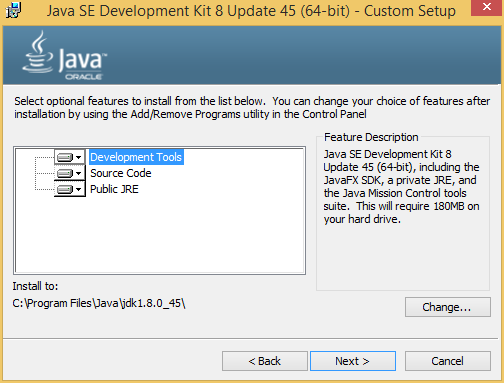 Java SE Development Kit 8 Update 45 (64-bit) - Custom Setup
Java
ORACLE
Select optional features to install from the list below.  You can change your choice of features after
installation by using the Add/Remove Programs utility in the Control Panel
Development Tools
Source Code
Public JRE
Feature Description
Java SE Development Kit 8
Update 45 (64-bit), including the
JavaFX SDK, a private JRE, and
the Java Mission Control tools
suite.  This will require 180MB on
your hard drive.
Install to:
C:\Program Files\Java\jdk1.8.0_45\
Change...
< Back
Next >
Cancel